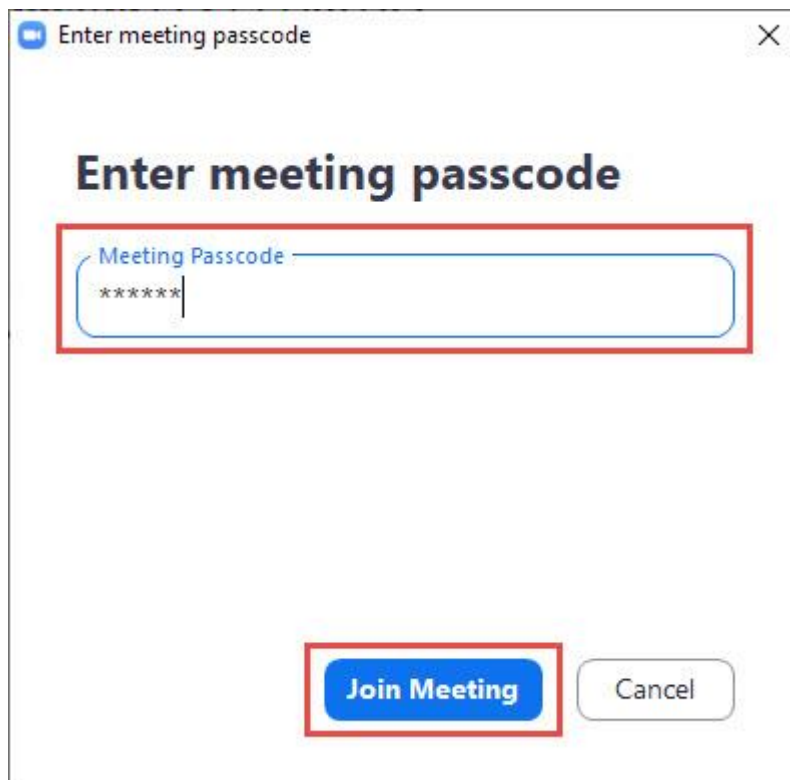 Enter meeting passcode
Enter meeting passcode
Meeting Passcode
******
Join Meeting
Cancel